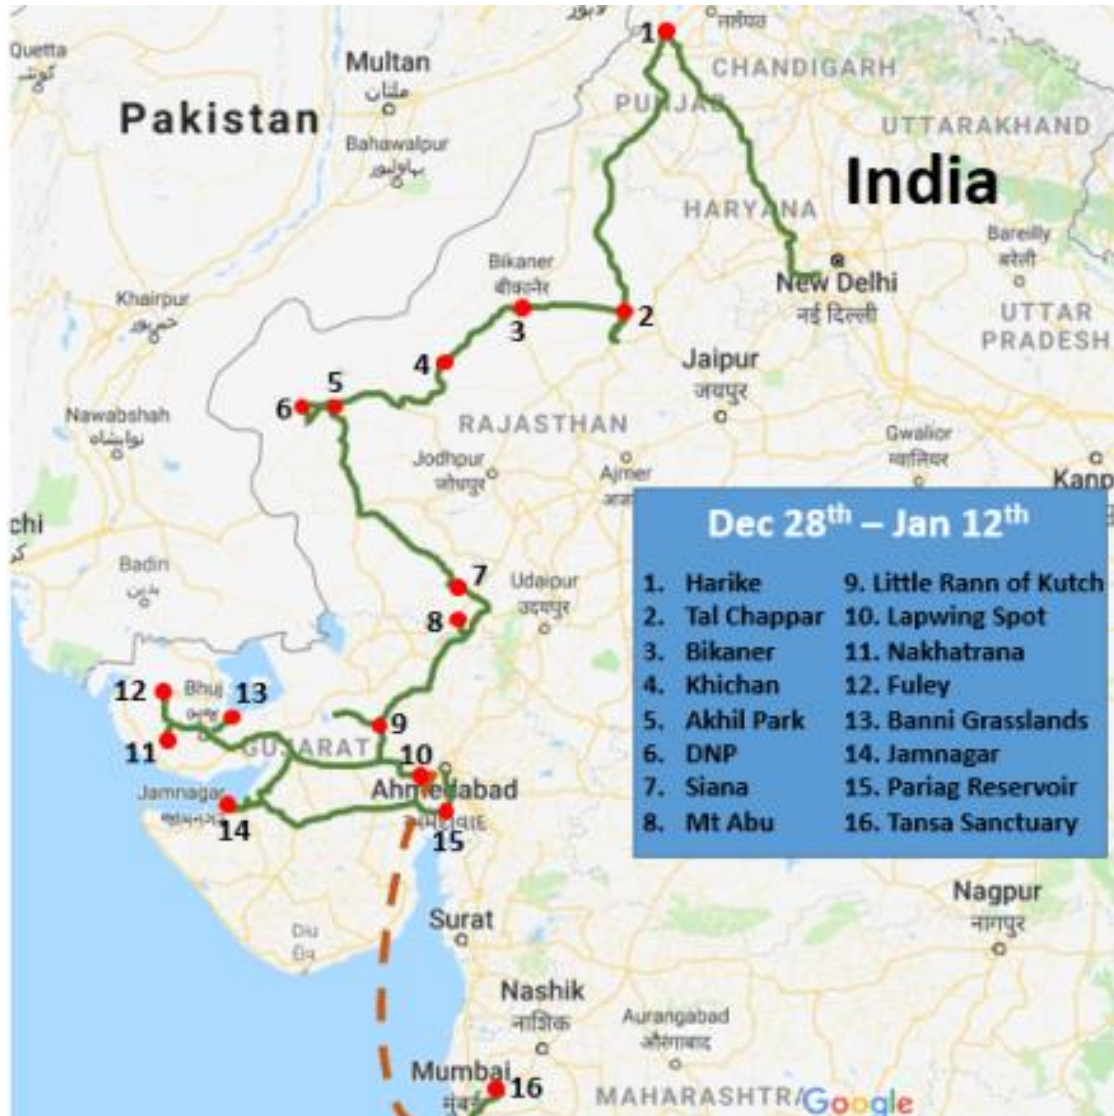 Quetta
كوئٹہ
Multan
ملتان
Pakistan
Bahawalpur
بہاولپور
1
CHANDIGARH
PUNJAB
UTTARAKHAND
India
HARYANA
Bareilly
बरेली
New Delhi
नई दिल्ली
UTTAR
PRADESH
Khairpur
خیرپور
Bikaner
बीकानेर
3
2
4
Jaipur
जयपुर
5
6
Nawabshah
نوابشاہ
RAJASTHAN
Jodhpur
जोधपुर
Ajmer
Gwalior
ग्वालियर
Kanp
chi
Badin
بدین
7
8
Udaipur
उदयपुर
Dec 28th – Jan 12th
1. Harike
2. Tal Chappar
3. Bikaner
4. Khichan
5. Akhil Park
6. DNP
7. Siana
8. Mt Abu
9. Little Rann of Kutch
10. Lapwing Spot
11. Nakhatrana
12. Fuley
13. Banni Grasslands
14. Jamnagar
15. Pariag Reservoir
16. Tansa Sanctuary
12
Bhuj
13
11
GUJARAT
9
10
Ahmedabad
Jamnagar
14
15
Diu
Surat
Nagpur
नागपुर
Nashik
नाशिक
Aurangabad
औरंगाबाद
Mumbai
मुंबई
16
MAHARASHTRA
Google